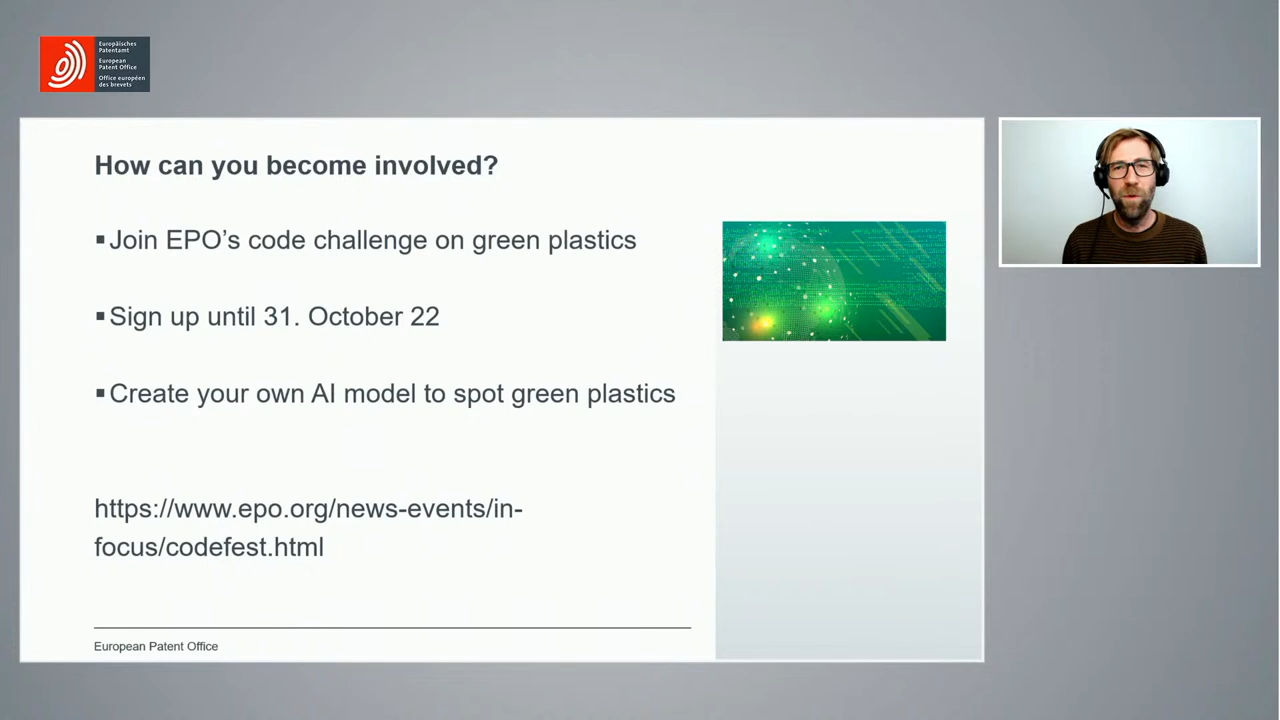 Europäisches
Patentamt
European
Patent Office
Office européen
des brevets
How can you become involved?
▪Join EPO’s code challenge on green plastics
▪Sign up until 31. October 22
▪Create your own AI model to spot green plastics
https://www.epo.org/news-events/in-
focus/codefest.html
European Patent Office